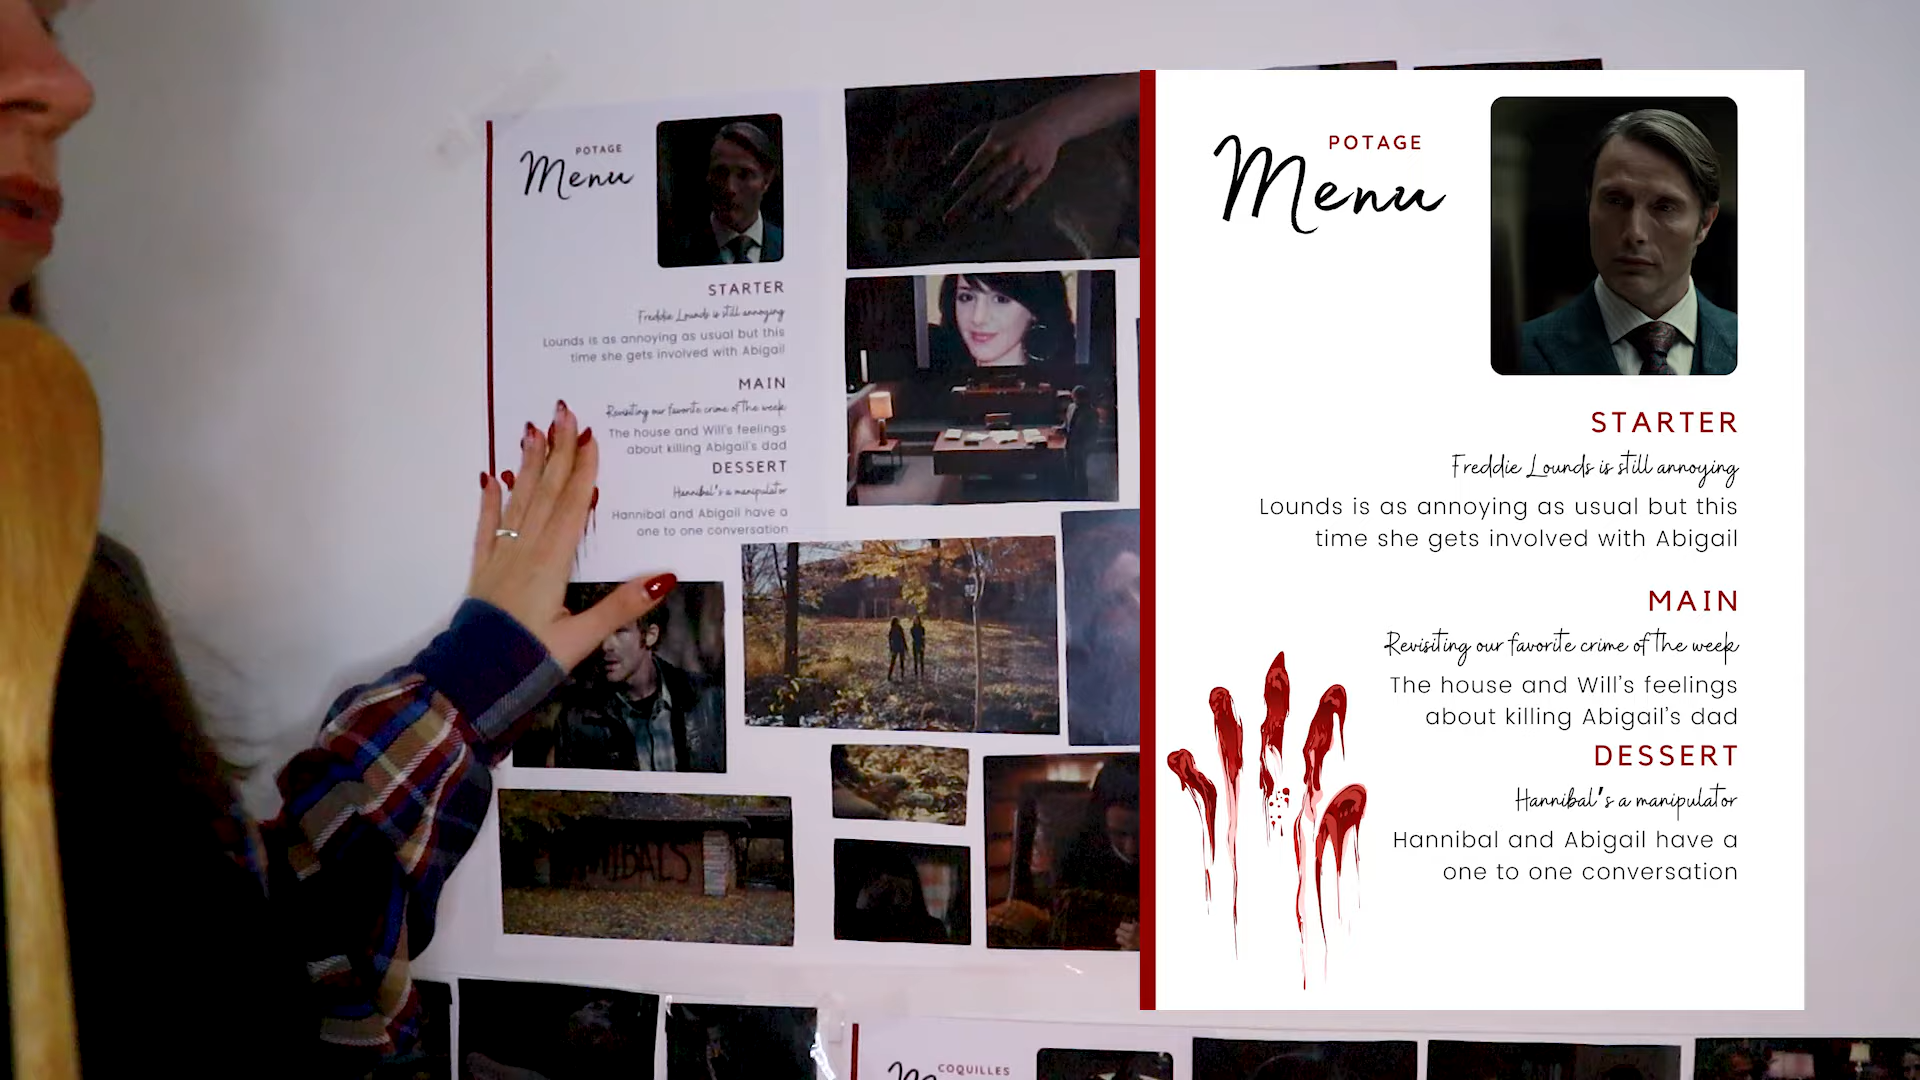 POTAGE
Menu
STARTER
Freddie Lounds is still annoying
Lounds is as annoying as usual but this
time she gets involved with Abigail
MAIN
Revisiting our favorite crime of the week
The house and Will's feelings
about killing Abigail's dad
DESSERT
Hannibal's a manipulator
Hannibal and Abigail have a
one to one conversation
POTAGE
Menu
STARTER
Freddie Lounds is still annoying
Lounds is as annoying as usual but this
time she gets involved with Abigail
MAIN
Revisiting our favorite crime of the week
The house and Will's feelings
about killing Abigail's dad
DESSERT
Hannibal's a manipulator
Hannibal and Abigail have a
one to one conversation
COQUILLES